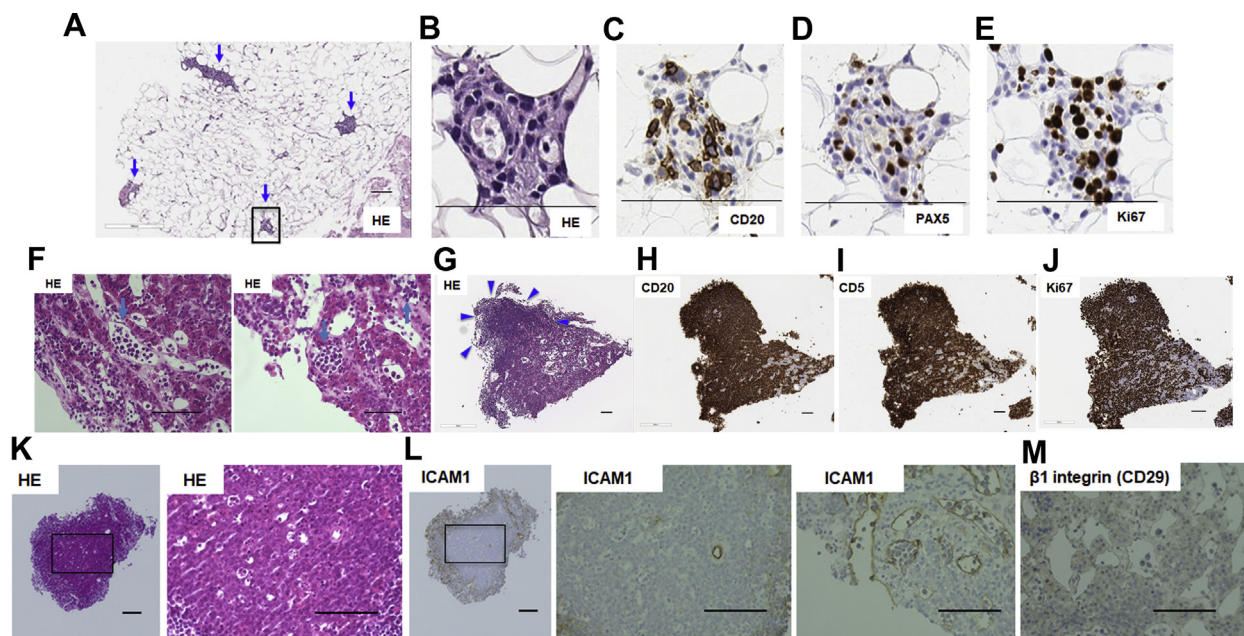 A
HE
B
HE
C
CD20
D
PAX5
E
Ki67
F
HE
HE
G
HE
H
CD20
I
CD5
J
Ki67
K
HE
HE
L
ICAM1
ICAM1
ICAM1
M
β1 integrin (CD29)